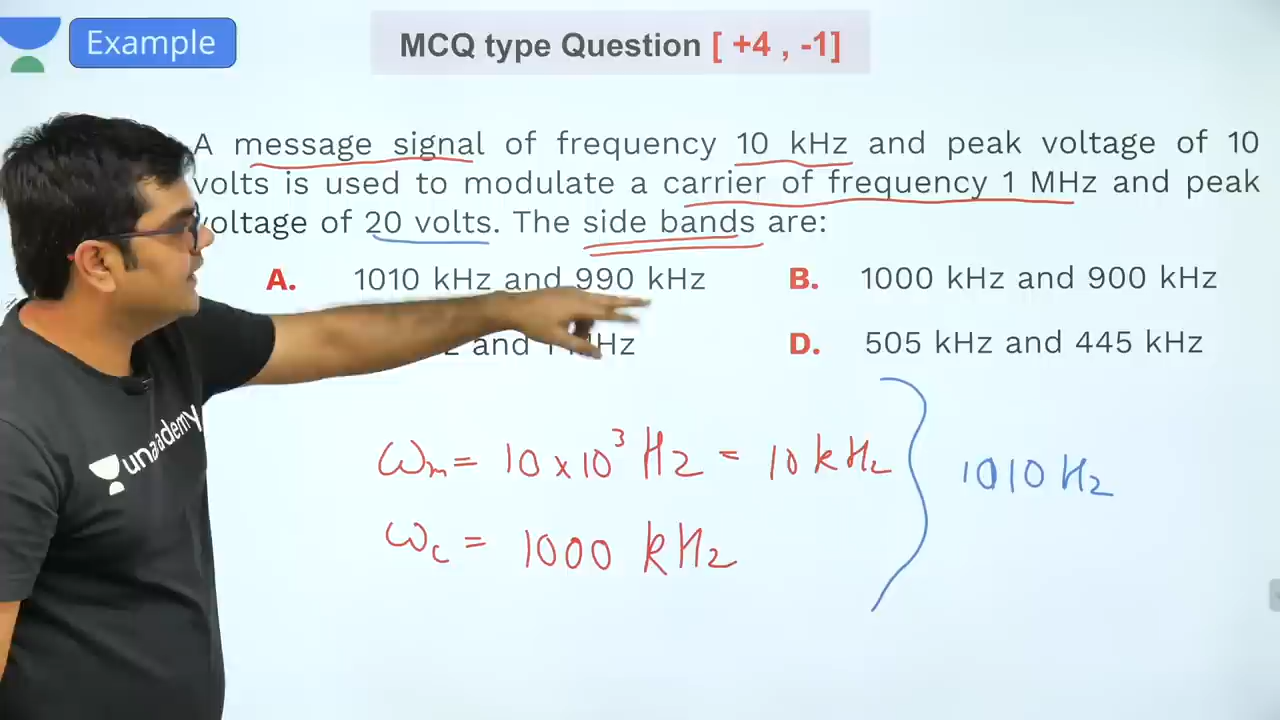 Example
MCQ type Question [ +4 , -1]
A message signal of frequency 10 kHz and peak voltage of 10
volts is used to modulate a carrier of frequency 1 MHz and peak
voltage of 20 volts. The side bands are:
A. 1010 kHz and 990 kHz B. 1000 kHz and 900 kHz
and D. 505 kHz and 445 kHz
ωm = 10 x 10³ Hz = 10 kHz
1010 Hz
ωc = 1000 kHz
unacademy